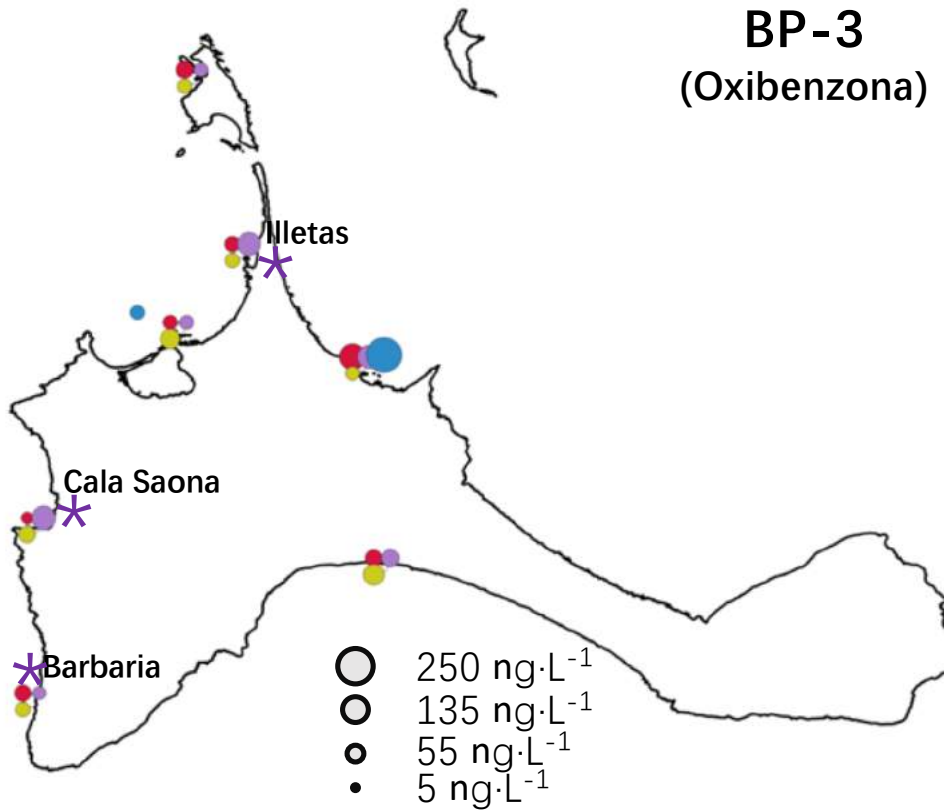 BP-3
(Oxibenzona)
Illetas
Cala Saona
Barbaria
250 ng·L⁻¹
135 ng·L⁻¹
55 ng·L⁻¹
5 ng·L⁻¹